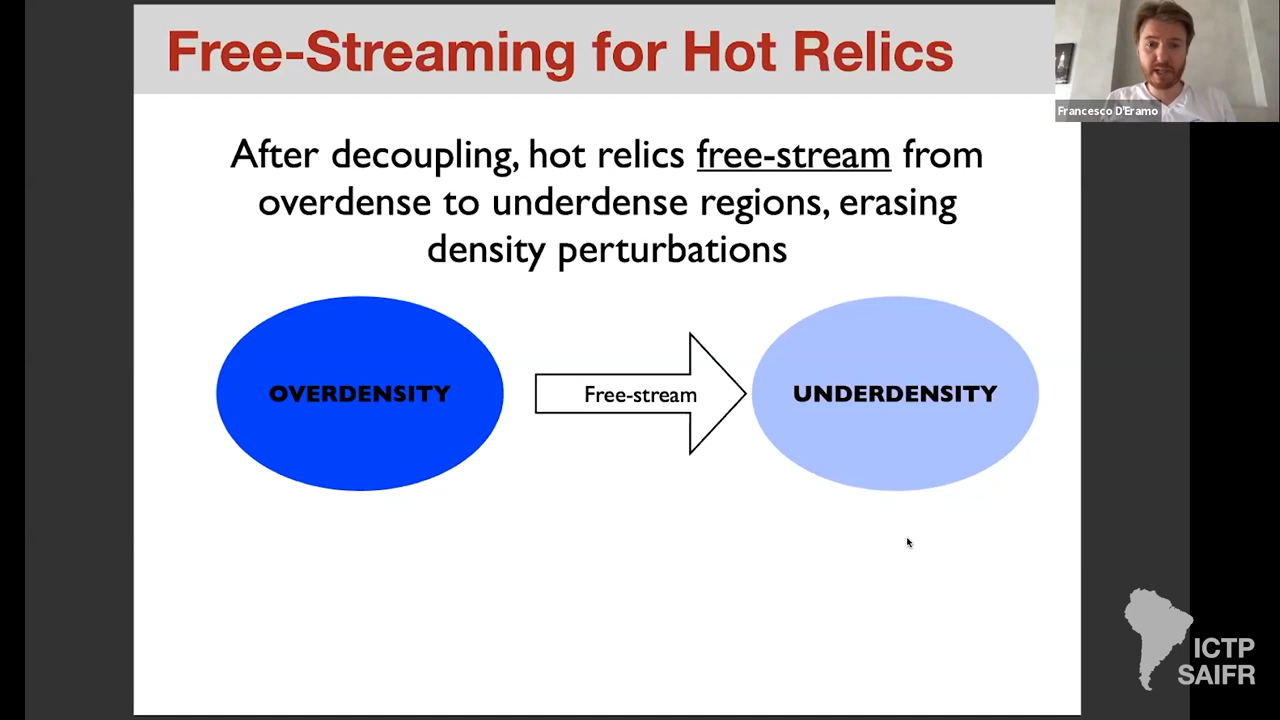 Free-Streaming for Hot Relics
Francesco D'Eramo
After decoupling, hot relics free-stream from
overdense to underdense regions, erasing
density perturbations
OVERDENSITY
Free-stream
UNDERDENSITY
ICTP
SAIFR